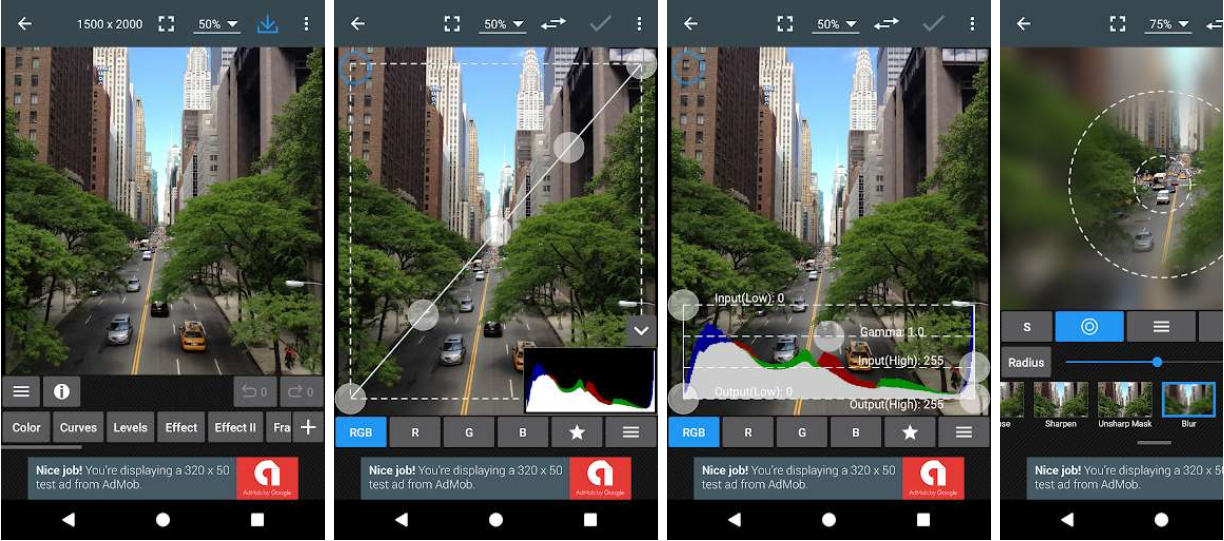 1500 x 2000
50%
0
0
Color
Curves
Levels
Effect
Effect II
Fra
Nice job! You're displaying a 320 x 50
test ad from AdMob.
AdMob by Google
50%
RGB
R
G
B
Nice job! You're displaying a 320 x 50
test ad from AdMob.
AdMob by Google
50%
Input(Low): 0
Gamma: 1.0
Input(High): 255
Output(Low): 0
Output(High): 255
RGB
R
G
B
Nice job! You're displaying a 320 x 50
test ad from AdMob.
AdMob by Google
75%
S
Radius
se
Sharpen
Unsharp Mask
Blur
Nice job! You're displaying a 320 x 5
test ad from AdMob.